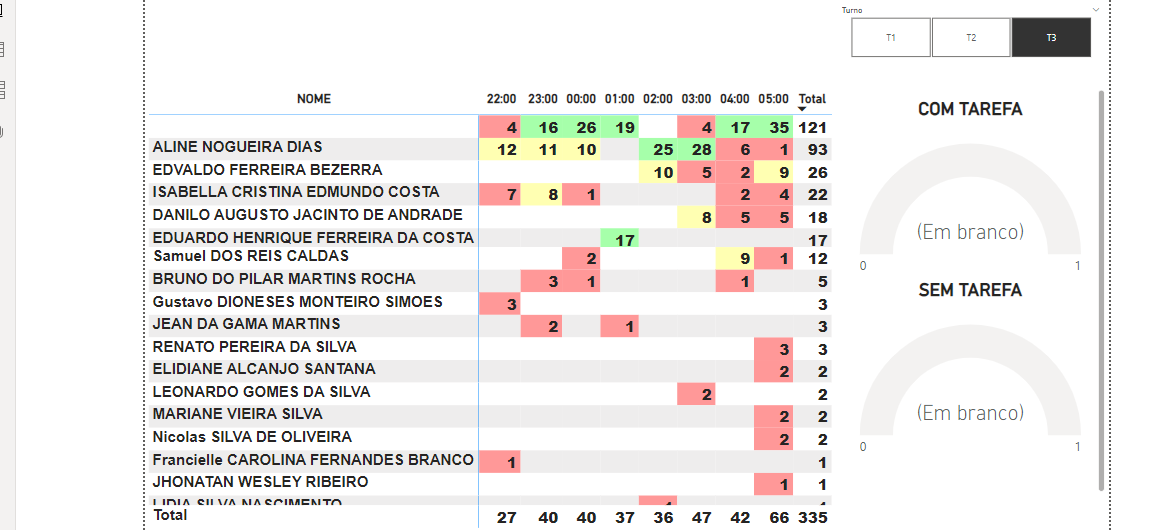 Turno
T1 T2 T3
NOME 22:00 23:00 00:00 01:00 02:00 03:00 04:00 05:00 Total
4 16 26 19 4 17 35 121
ALINE NOGUEIRA DIAS 12 11 10 25 28 6 1 93
EDVALDO FERREIRA BEZERRA 10 5 2 9 26
ISABELLA CRISTINA EDMUNDO COSTA 7 8 1 2 4 22
DANILO AUGUSTO JACINTO DE ANDRADE 8 5 5 18
EDUARDO HENRIQUE FERREIRA DA COSTA 17 17
Samuel DOS REIS CALDAS 2 9 1 12
BRUNO DO PILAR MARTINS ROCHA 3 1 1 5
Gustavo DIONESES MONTEIRO SIMOES 3 3
JEAN DA GAMA MARTINS 2 1 3
RENATO PEREIRA DA SILVA 3 3
ELIDIANE ALCANJO SANTANA 2 2
LEONARDO GOMES DA SILVA 2 2
MARIANE VIEIRA SILVA 2 2
Nicolas SILVA DE OLIVEIRA 2 2
Francielle CAROLINA FERNANDES BRANCO 1 1
JHONATAN WESLEY RIBEIRO 1 1
LIDIA SILVA NASCIMENTO
Total 27 40 40 37 36 47 42 66 335
COM TAREFA
(Em branco)
0 1
SEM TAREFA
(Em branco)
0 1